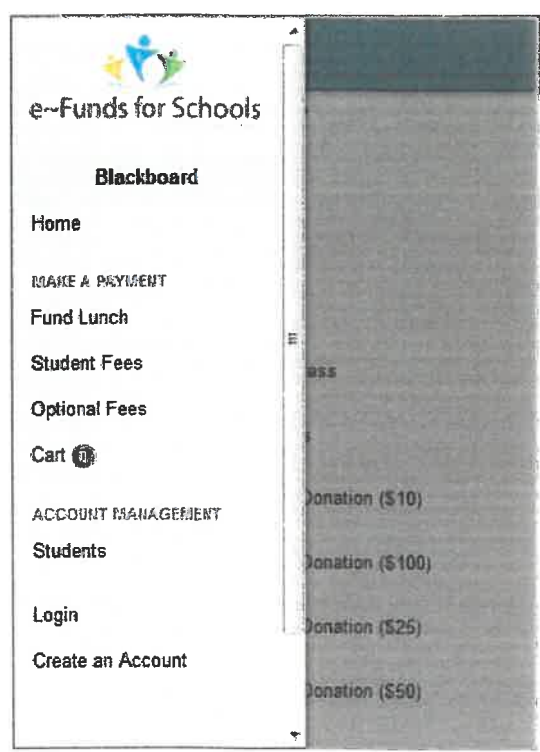 e~Funds for Schools
Blackboard
Home
MAKE A PAYMENT
Fund Lunch
Student Fees
ass
Optional Fees
s
Cart
Donation ($10)
ACCOUNT MANAGEMENT
Students
Donation ($100)
Login
Donation ($25)
Create an Account
Donation ($50)